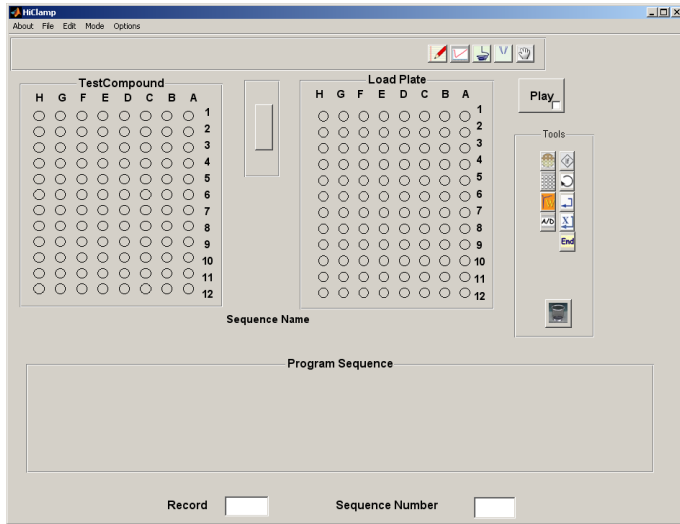 HiClamp
About File Edit Mode Options
TestCompound
H G F E D C B A
1
2
3
4
5
6
7
8
9
10
11
12
Load Plate
H G F E D C B A
1
2
3
4
5
6
7
8
9
10
11
12
Play
Tools
A/D
X
End
Sequence Name
Program Sequence
Record
Sequence Number